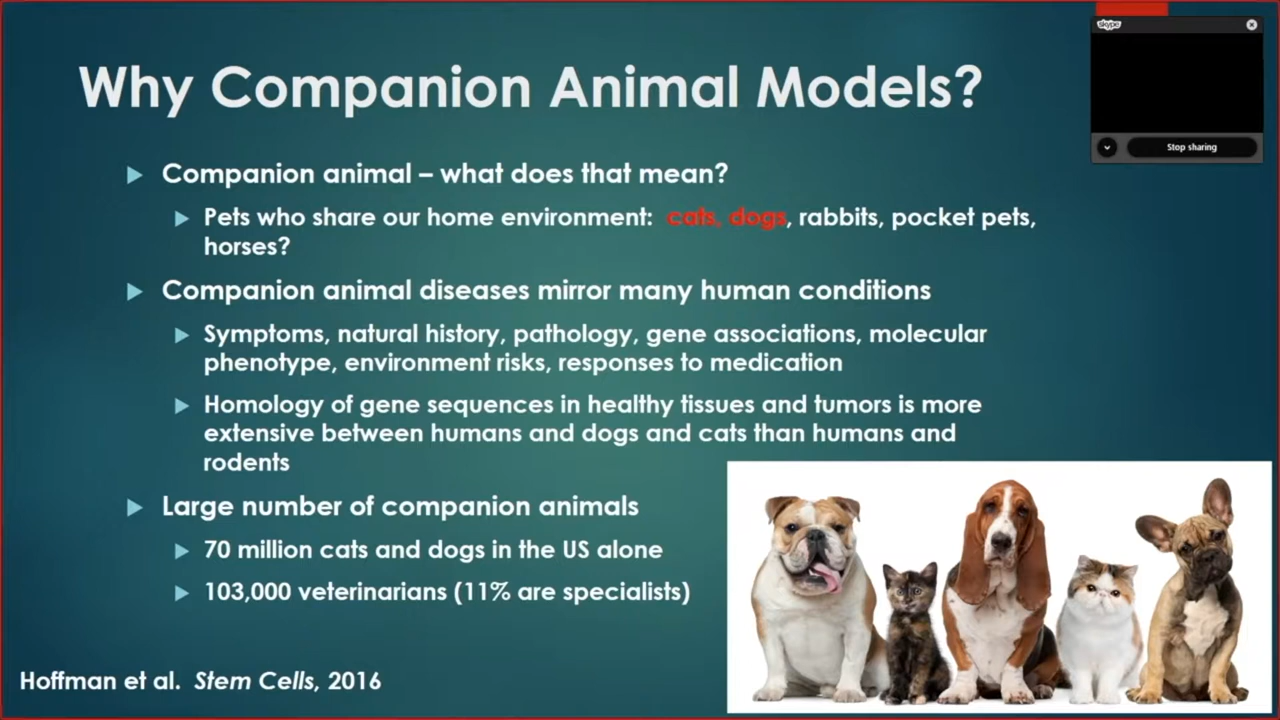 Why Companion Animal Models?
Companion animal – what does that mean?
Pets who share our home environment: cats, dogs, rabbits, pocket pets,
horses?
Companion animal diseases mirror many human conditions
Symptoms, natural history, pathology, gene associations, molecular
phenotype, environment risks, responses to medication
Homology of gene sequences in healthy tissues and tumors is more
extensive between humans and dogs and cats than humans and
rodents
Large number of companion animals
70 million cats and dogs in the US alone
103,000 veterinarians (11% are specialists)
Hoffman et al. Stem Cells, 2016
skype
Stop sharing